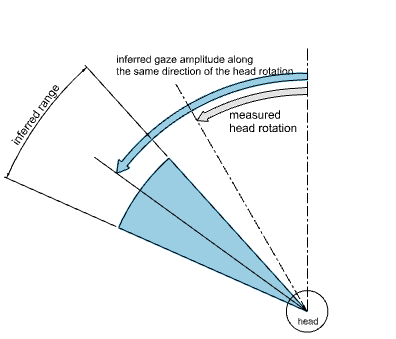 inferred gaze amplitude along
the same direction of the head rotation
inferred range
measured
head rotation
head